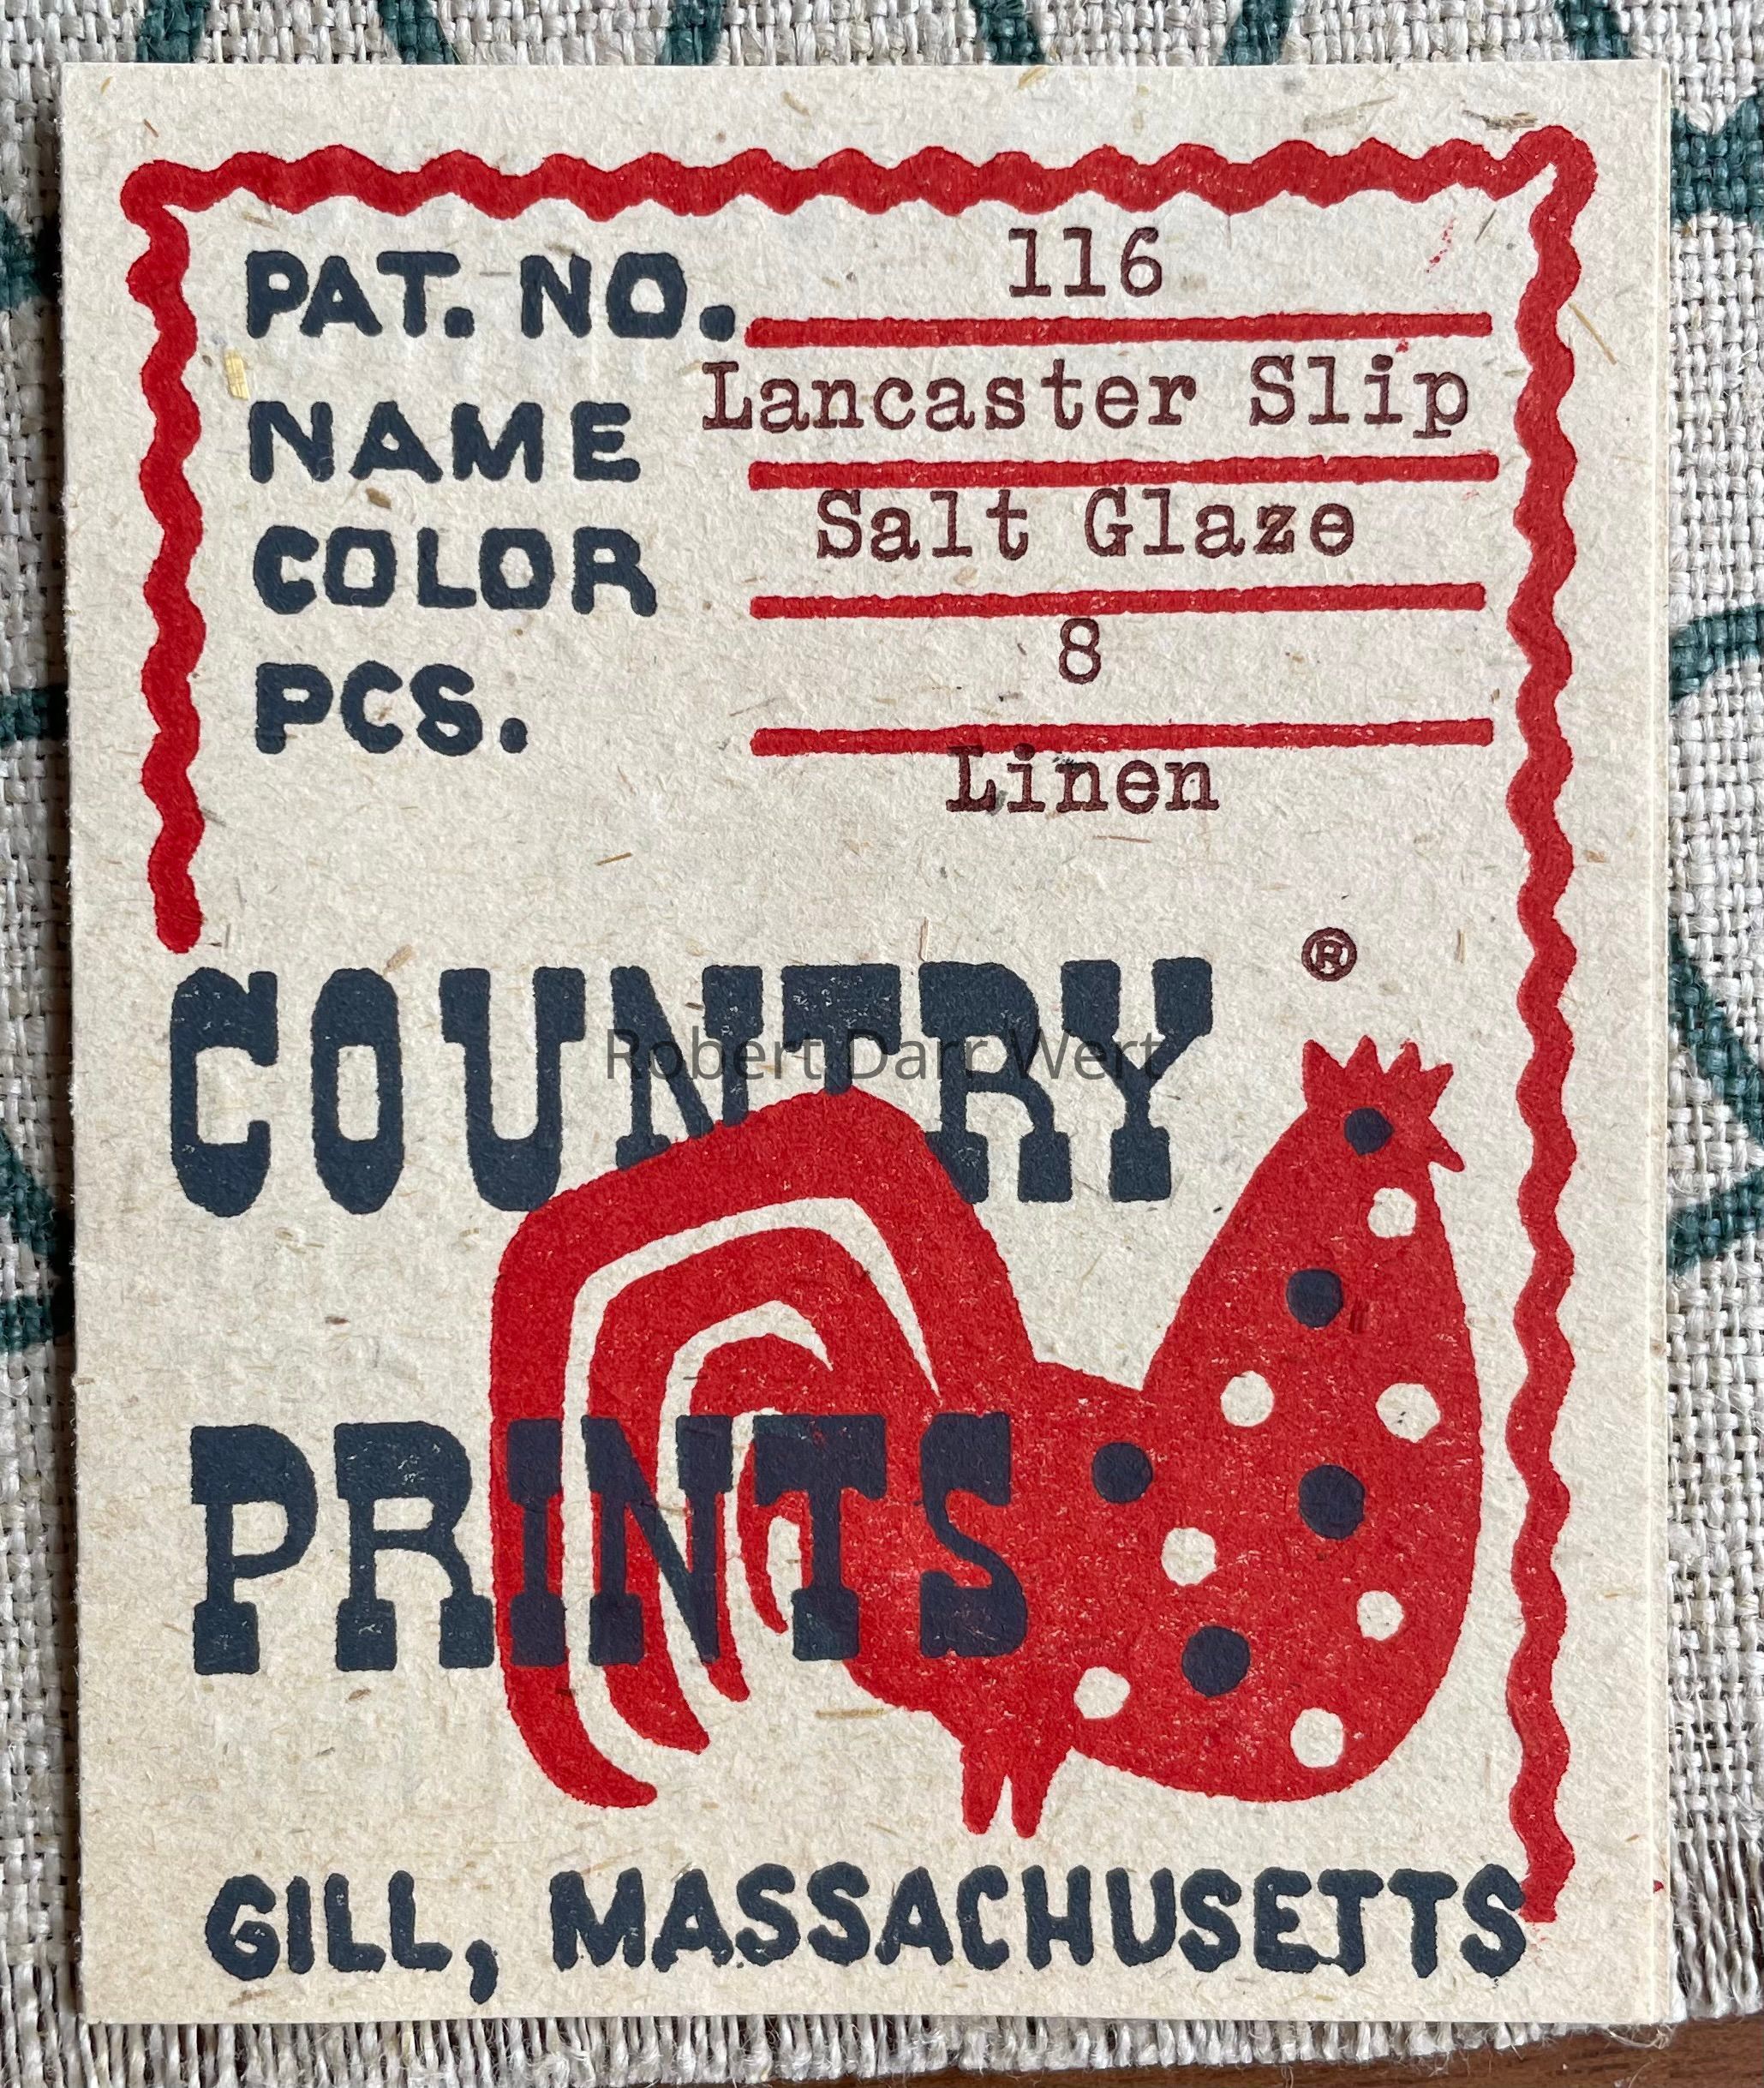 PAT. NO. 116
NAME Lancaster Slip
COLOR Salt Glaze
PCS. 8
Linen
®
COUNTRY
Robert Darr Wert
PRINTS
GILL, MASSACHUSETTS